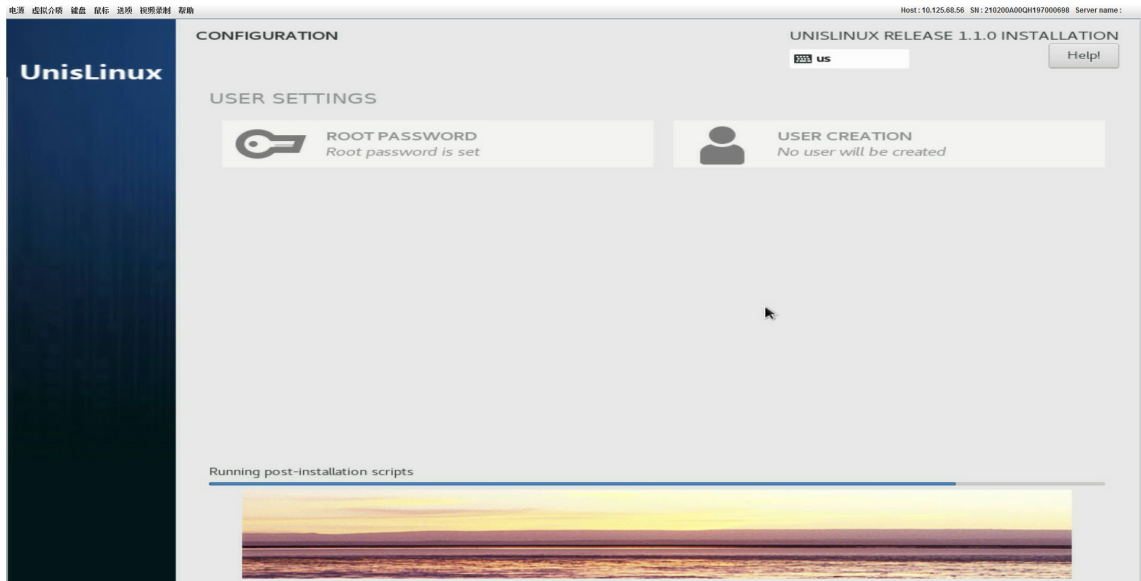 电源 虚拟介质 键盘 鼠标 选项 视频录制 帮助
Host : 10.125.68.56 SN : 210200A00QH197000698 Server name :
CONFIGURATION
UNISLINUX RELEASE 1.1.0 INSTALLATION
us
Help!
UnisLinux
USER SETTINGS
ROOT PASSWORD
Root password is set
USER CREATION
No user will be created
Running post-installation scripts